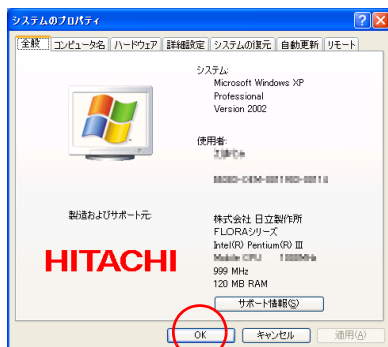 システムのプロパティ
全般 コンピュータ名 ハードウェア 詳細設定 システムの復元 自動更新 リモート
システム:
Microsoft Windows XP
Professional
Version 2002
使用者:
製造およびサポート元:
HITACHI
株式会社 日立製作所
FLORAシリーズ
Intel(R) Pentium(R) III
Mobile CPU
999 MHz
120 MB RAM
サポート情報(S)
OK キャンセル 適用(A)